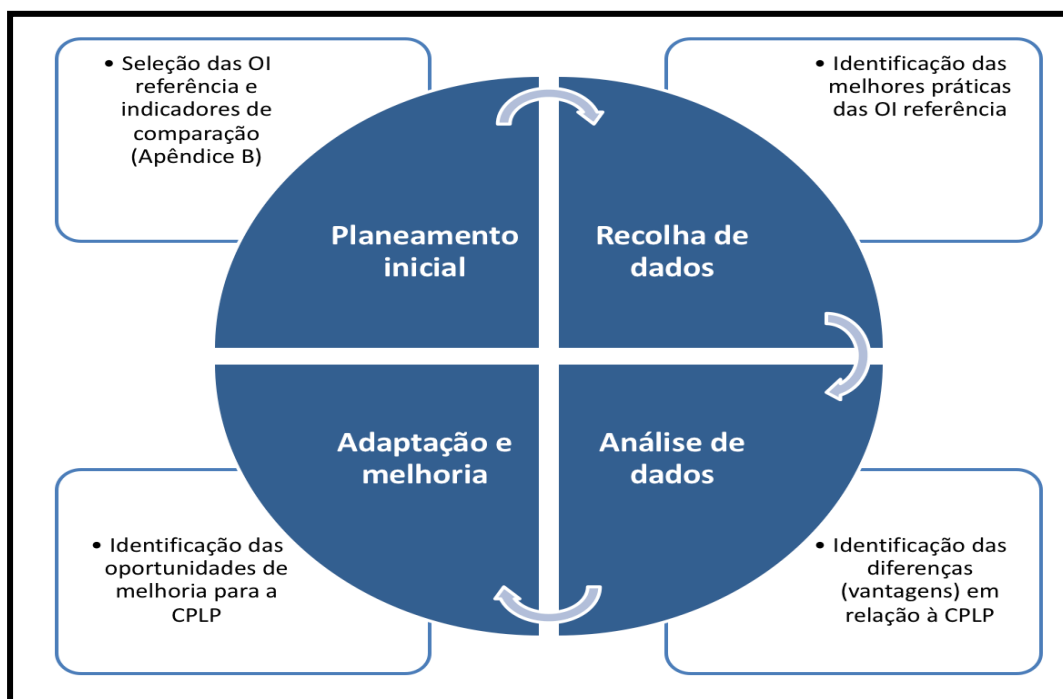 • Seleção das OI
referência e
indicadores de
comparação
(Apêndice B)
• Identificação das
melhores práticas
das OI referência
Planeamento
inicial
Recolha de
dados
Adaptação e
melhoria
Análise de
dados
• Identificação das
oportunidades de
melhoria para a
CPLP
• Identificação das
diferenças
(vantagens) em
relação à CPLP